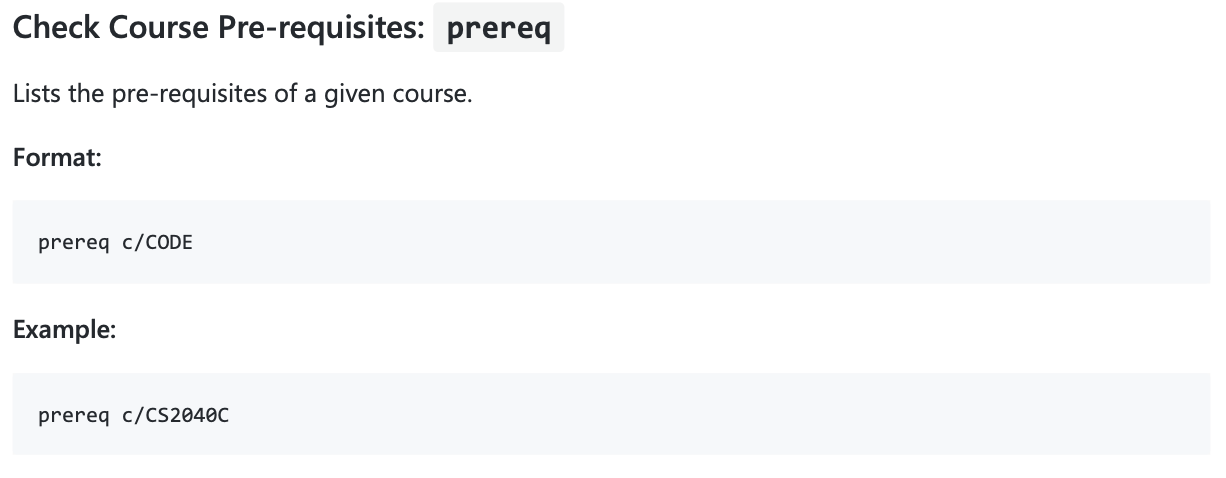 Check Course Pre-requisites: prereq
Lists the pre-requisites of a given course.
Format:
prereq c/CODE
Example:
prereq c/CS2040C